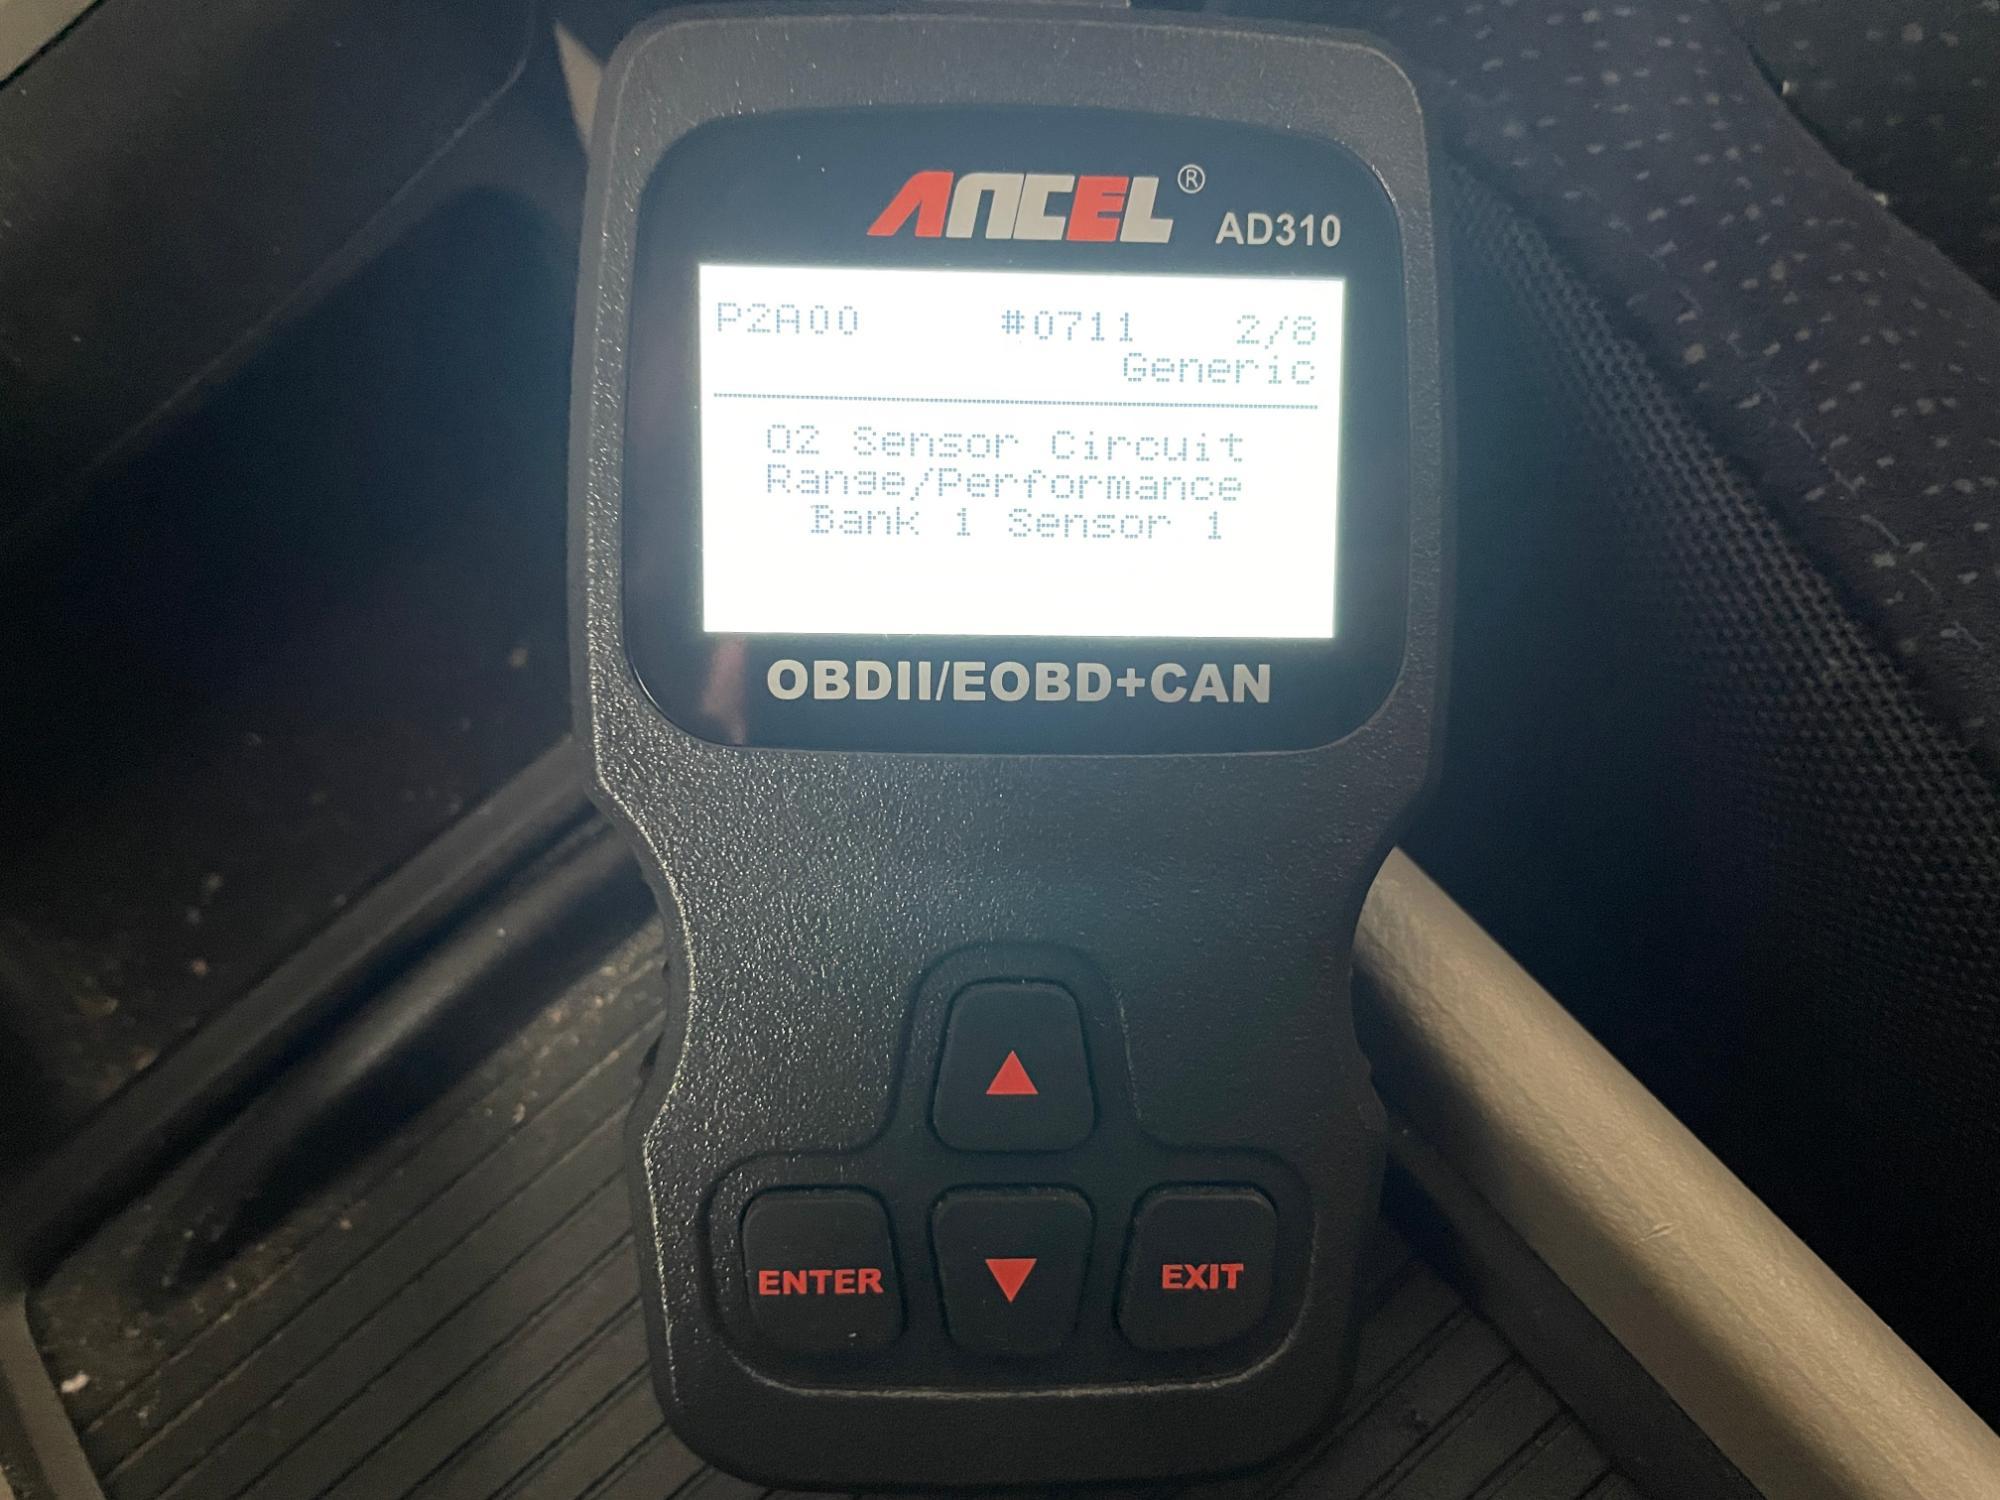 ANCEL®
AD310
P2A00 #0711 2/8
Generic
O2 Sensor Circuit
Range/Performance
Bank 1 Sensor 1
OBDII/EOBD+CAN
ENTER
EXIT